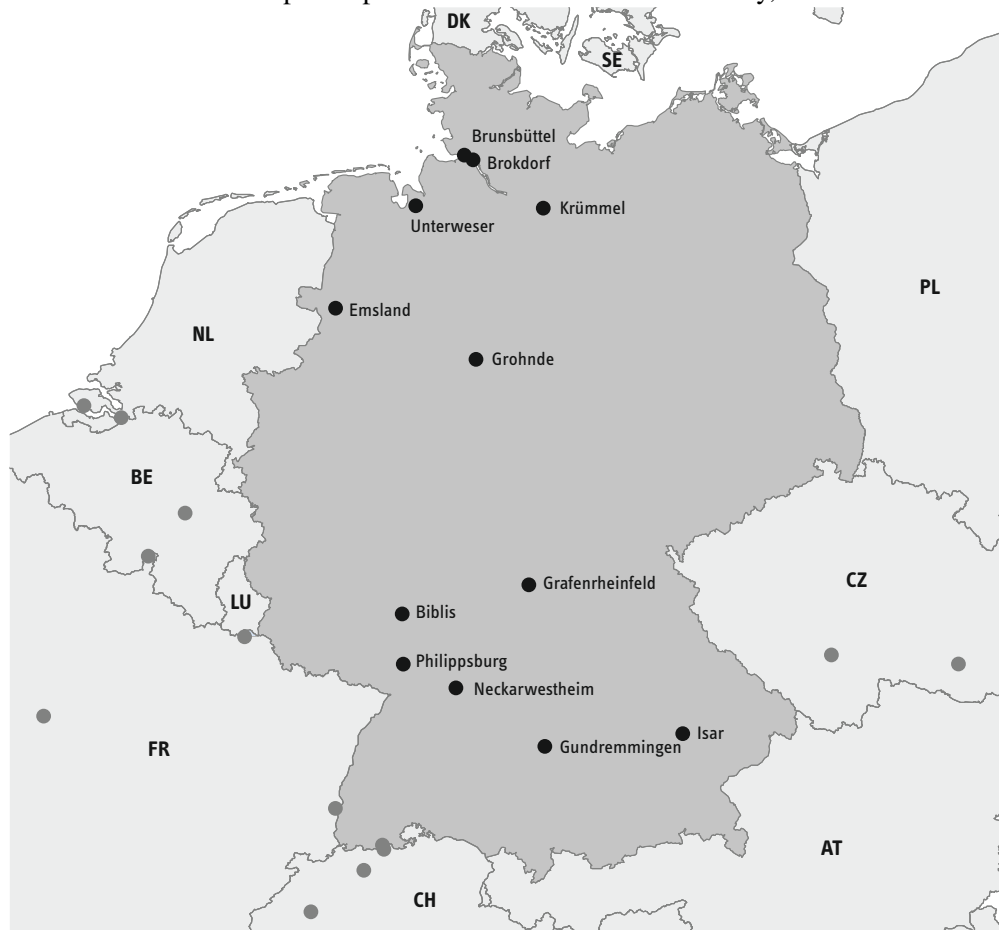 DK
SE
Brunsbüttel
Brokdorf
Krümmel
Unterweser
PL
Emsland
NL
Grohnde
BE
CZ
Grafenrheinfeld
LU
Biblis
Philippsburg
Neckarwestheim
Isar
FR
Gundremmingen
AT
CH